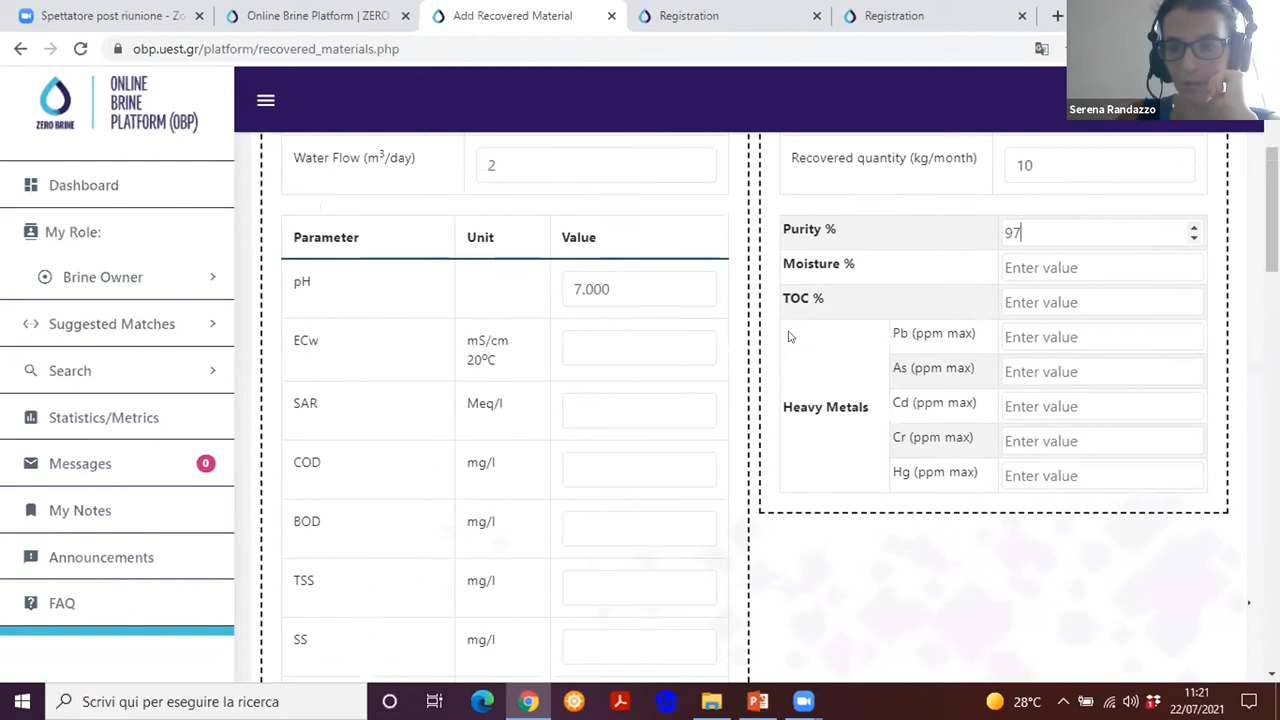 Spettatore post riunione - Zo
Online Brine Platform | ZERO
Add Recovered Material
Registration
Registration
obp.uest.gr/platform/recovered_materials.php
Serena Randazzo
ZERO BRINE
ONLINE
BRINE
PLATFORM (OBP)
Dashboard
My Role:
Brine Owner
Suggested Matches
Search
Statistics/Metrics
Messages 0
My Notes
Announcements
FAQ
Water Flow (m3/day) 2
Parameter Unit Value
pH 7.000
ECw mS/cm
20ºC
SAR Meq/l
COD mg/l
BOD mg/l
TSS mg/l
SS mg/l
Recovered quantity (kg/month) 10
Purity % 97
Moisture % Enter value
TOC % Enter value
Heavy Metals
Pb (ppm max) Enter value
As (ppm max) Enter value
Cd (ppm max) Enter value
Cr (ppm max) Enter value
Hg (ppm max) Enter value
Scrivi qui per eseguire la ricerca
28°C
11:21
22/07/2021